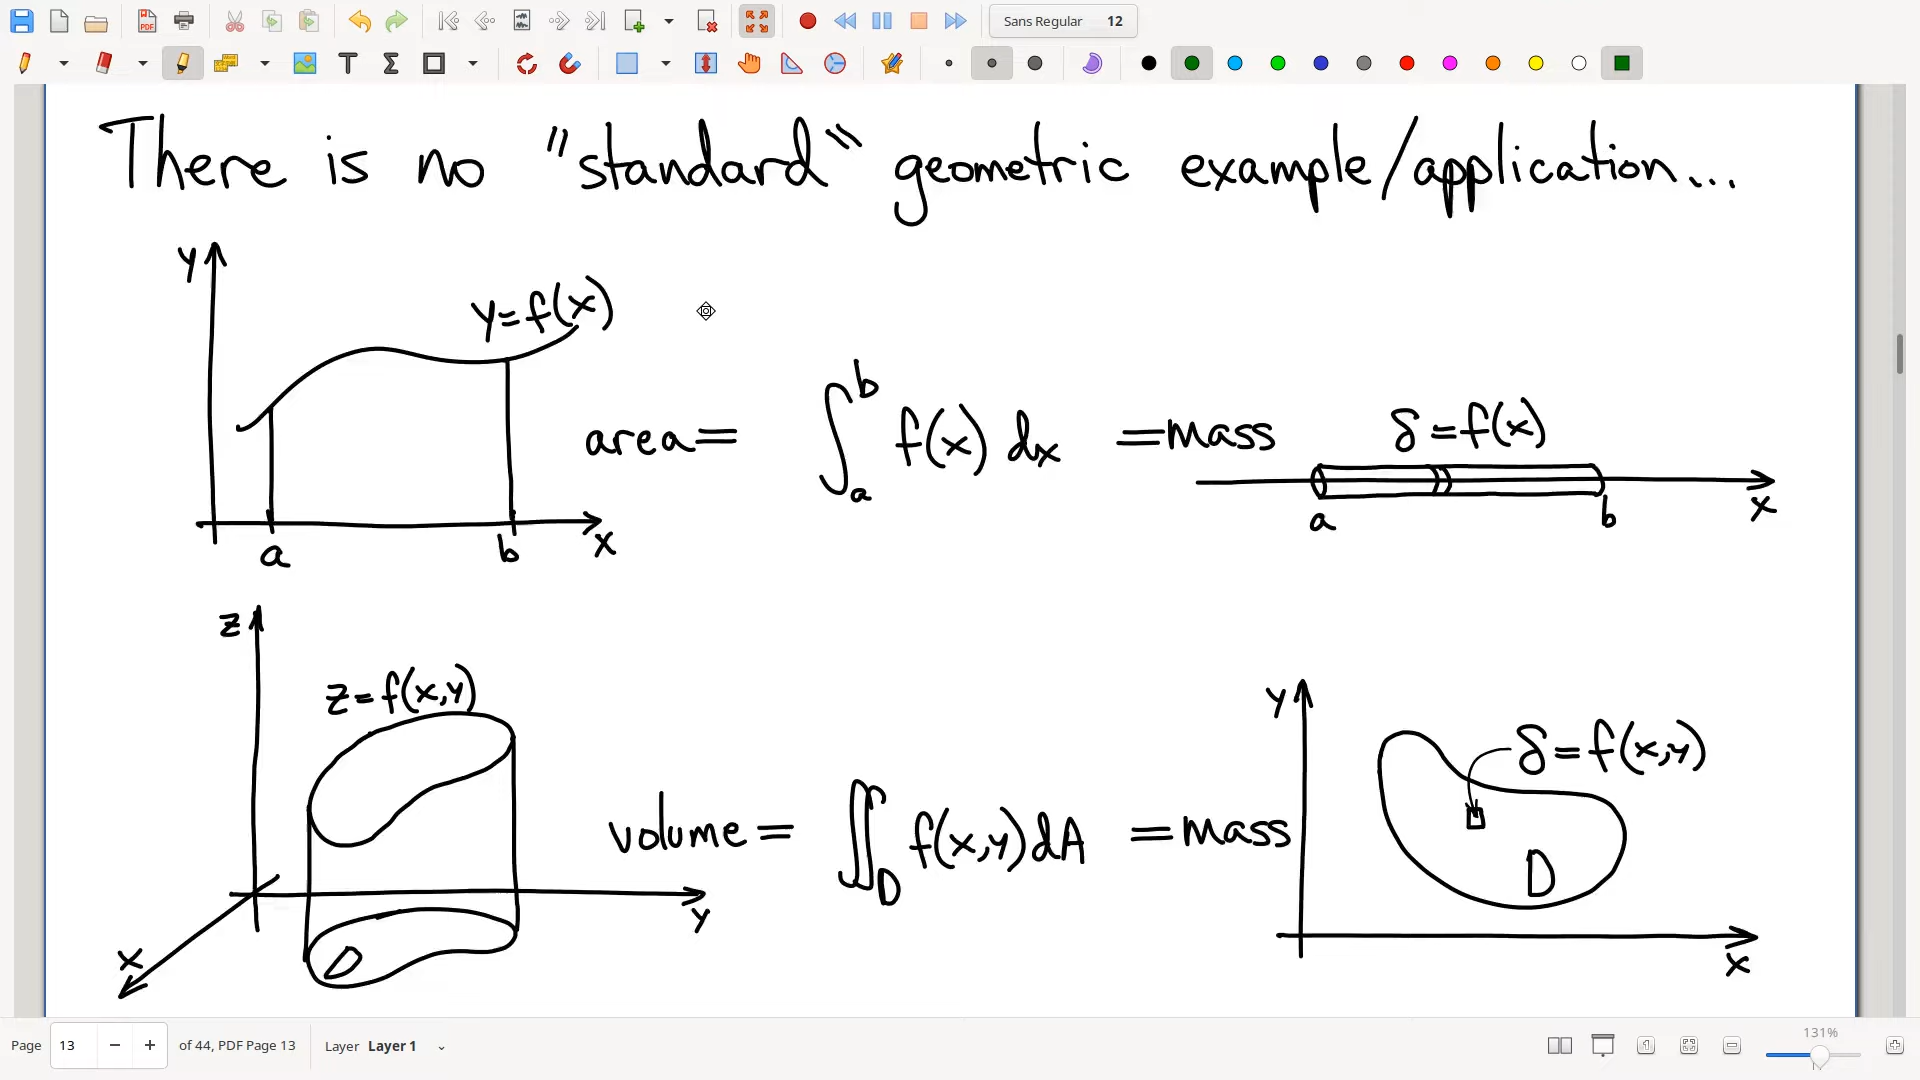 Sans Regular 12
There is no "standard" geometric example/application...
y
y=f(x)
area= ∫_a^b f(x) dx =mass
δ=f(x)
a b x
a b x
z
z=f(x,y)
volume= ∬_D f(x,y)dA =mass
y
δ=f(x,y)
D
x
y
D
x
Page 13 of 44, PDF Page 13 Layer Layer 1
131%